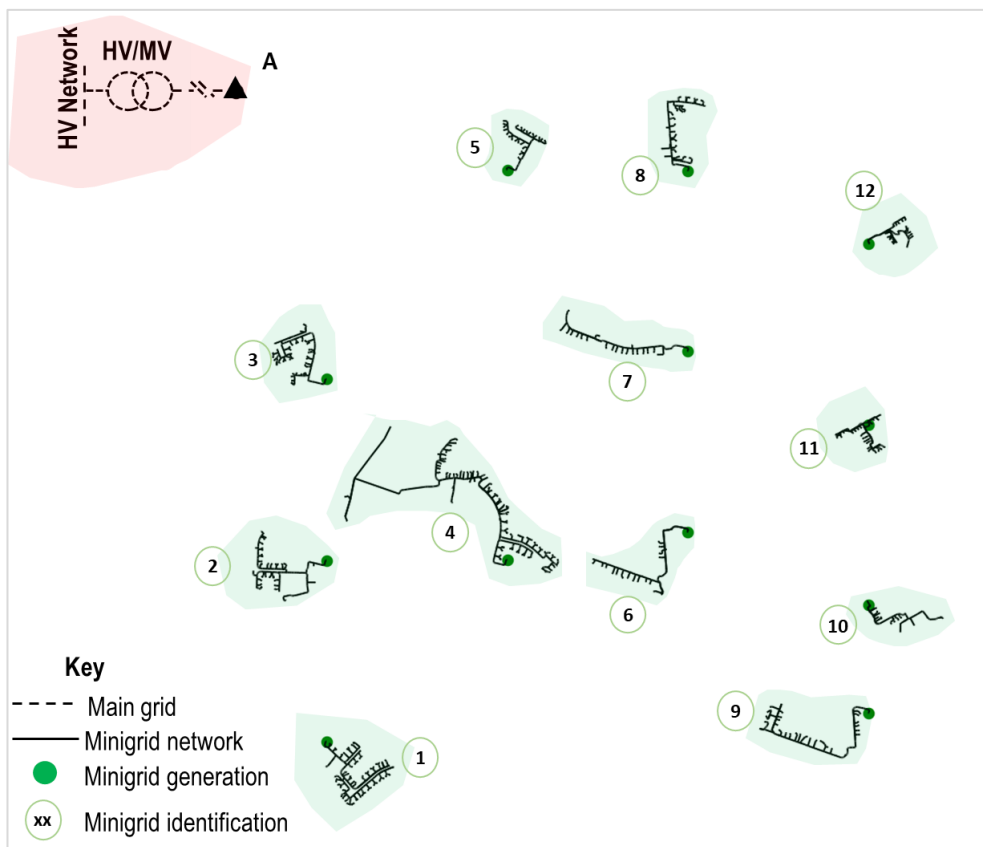 HV/MV
A
HV Network
5
8
12
3
7
11
4
2
6
10
9
1
Key
Main grid
Minigrid network
Minigrid generation
xx
Minigrid identification